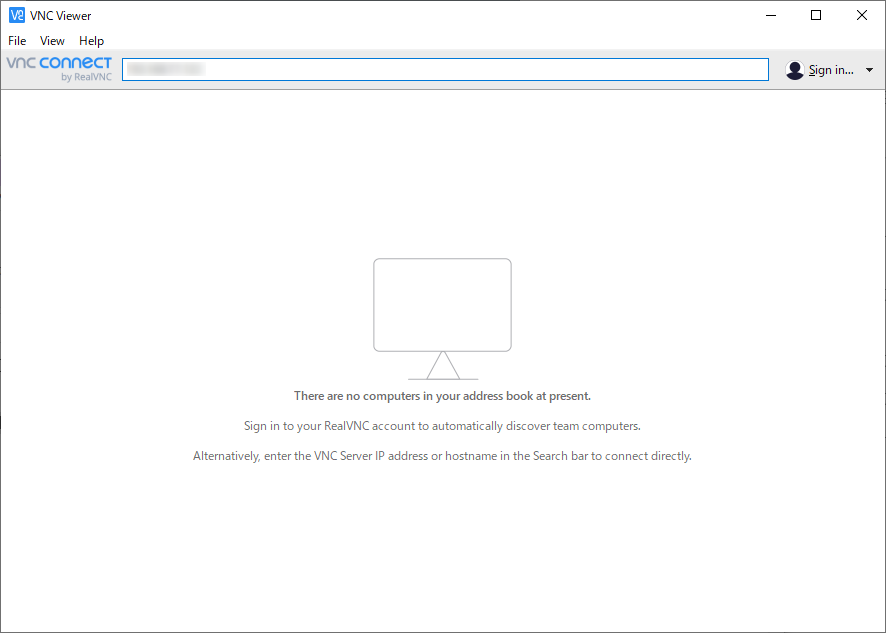 VNC Viewer
File View Help
vnc connect
by RealVNC
Sign in...
There are no computers in your address book at present.
Sign in to your RealVNC account to automatically discover team computers.
Alternatively, enter the VNC Server IP address or hostname in the Search bar to connect directly.